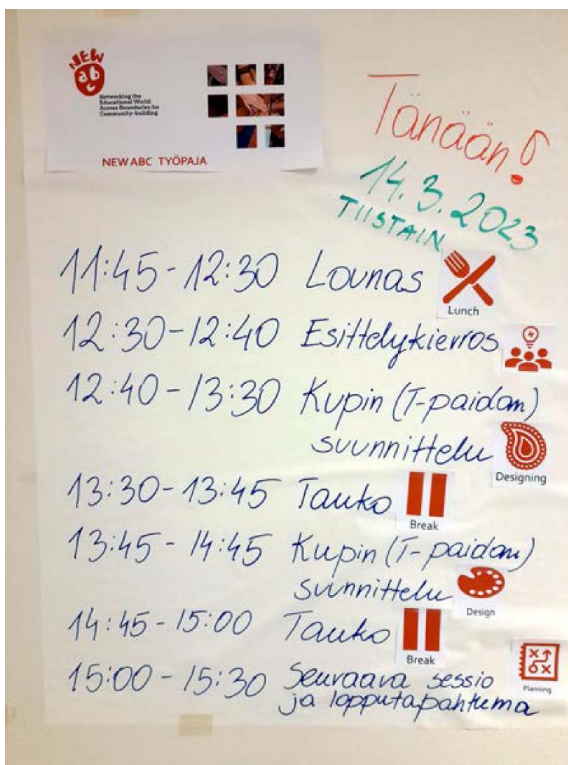 NEW
abc
Networking the
Educational World:
Across Boundaries for
Community-building
NEW ABC TYÖPAJA
Tänään!
14.3.2023
TIISTAIN
11:45-12:30 Lounas
Lunch
12:30-12:40 Esittelykierros
12:40-13:30 Kupin (T-paidan)
suunnittelu
Designing
13:30-13:45 Tauko
Break
13:45-14:45 Kupin (T-paidan)
suunnittelu
Design
14:45-15:00 Tauko
Break
15:00-15:30 Seuraava sessio
Planning
ja lopputapahtuma